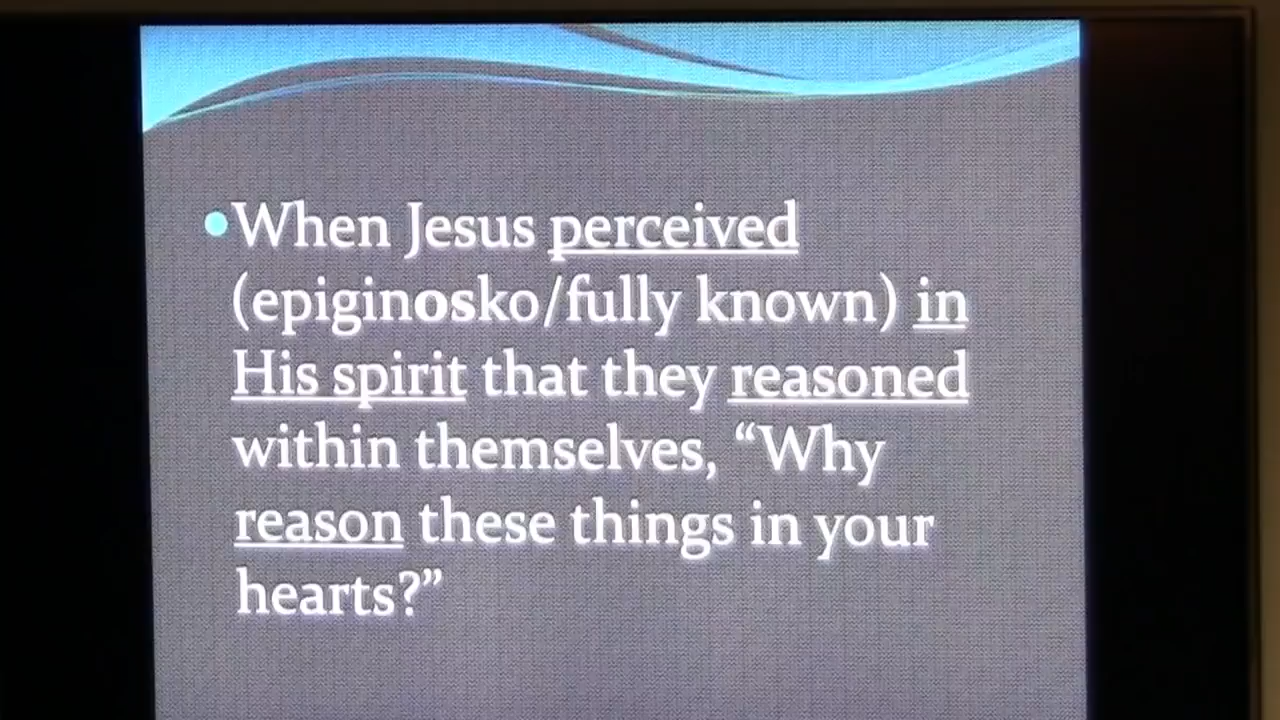 •When Jesus perceived
(epiginosko/fully known) in
His spirit that they reasoned
within themselves, “Why
reason these things in your
hearts?”